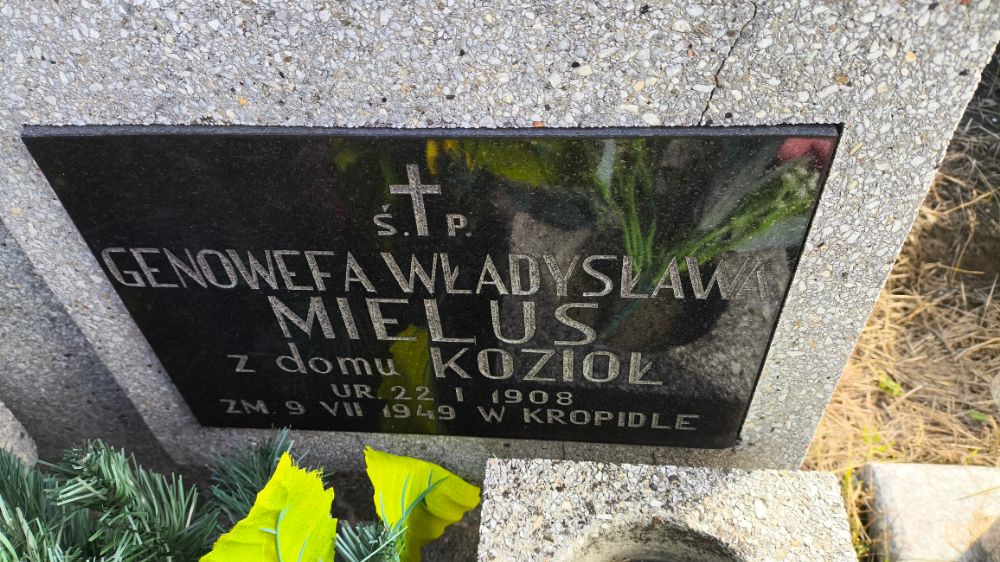 Ś.P.
GENOWEFA WŁADYSŁAWA
MIELUS
z domu KOZIOŁ
UR. 22 I 1908
ZM. 9 VII 1949 W KROPIDLE